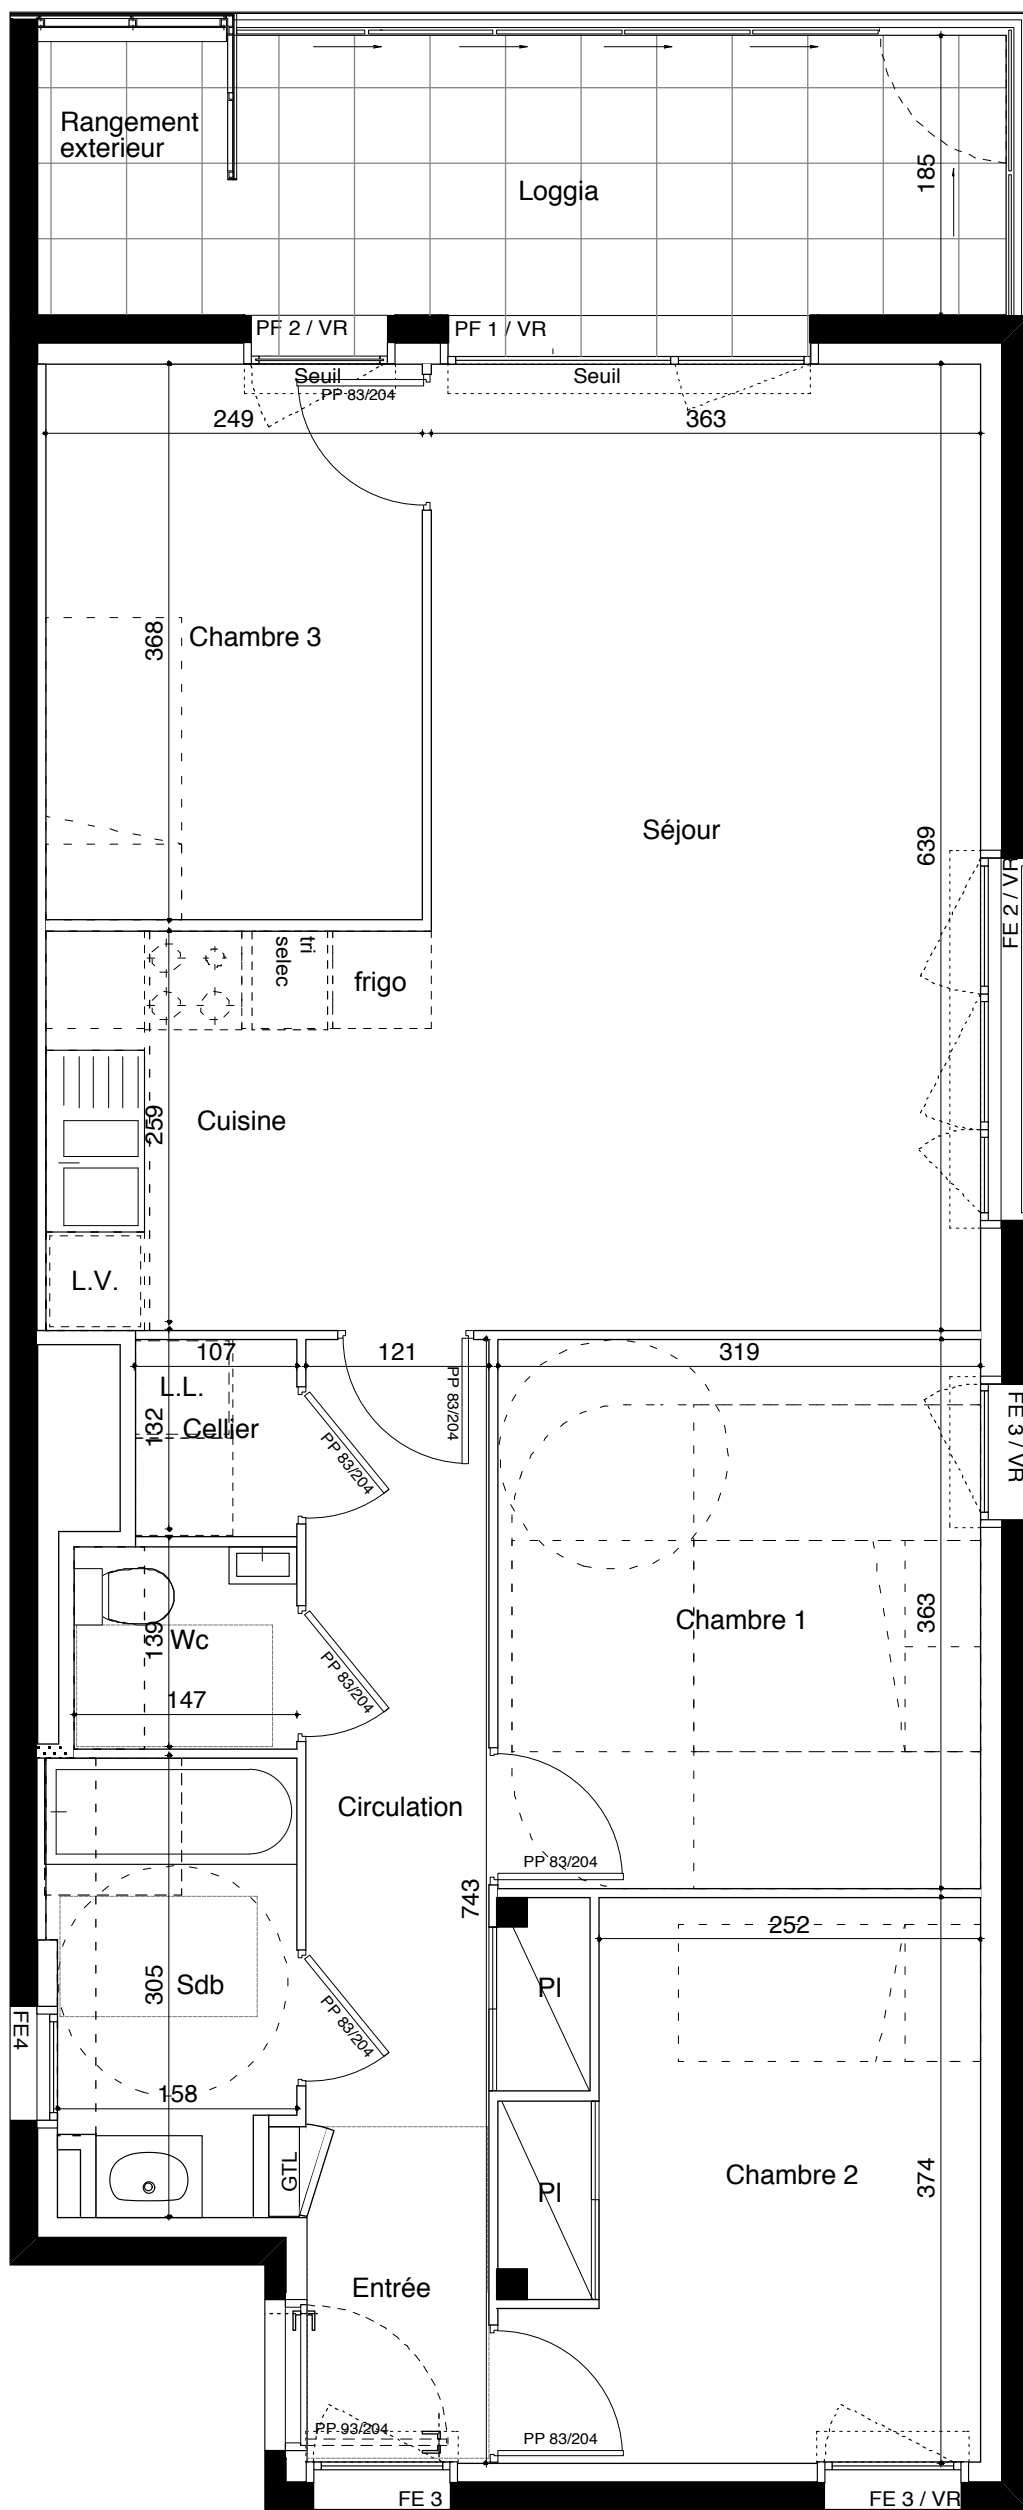 Rangement
exterieur
Loggia
185
PF 2 / VR
PF 1 / VR
Seuil
PP 83/204
Seuil
249
363
368
Chambre 3
Séjour
639
FE 2 / VR
tri
selec
frigo
259
Cuisine
L.V.
107
121
319
L.L.
132
Cellier
PP 83/204
PP 83/204
FE 3 / VR
139
Wc
PP 83/204
147
Chambre 1
363
Circulation
PP 83/204
743
252
305
Sdb
PP 83/204
Pl
FE4
158
GTL
Pl
Chambre 2
374
Entrée
PP 93/204
PP 83/204
FE 3
FE 3 / VR